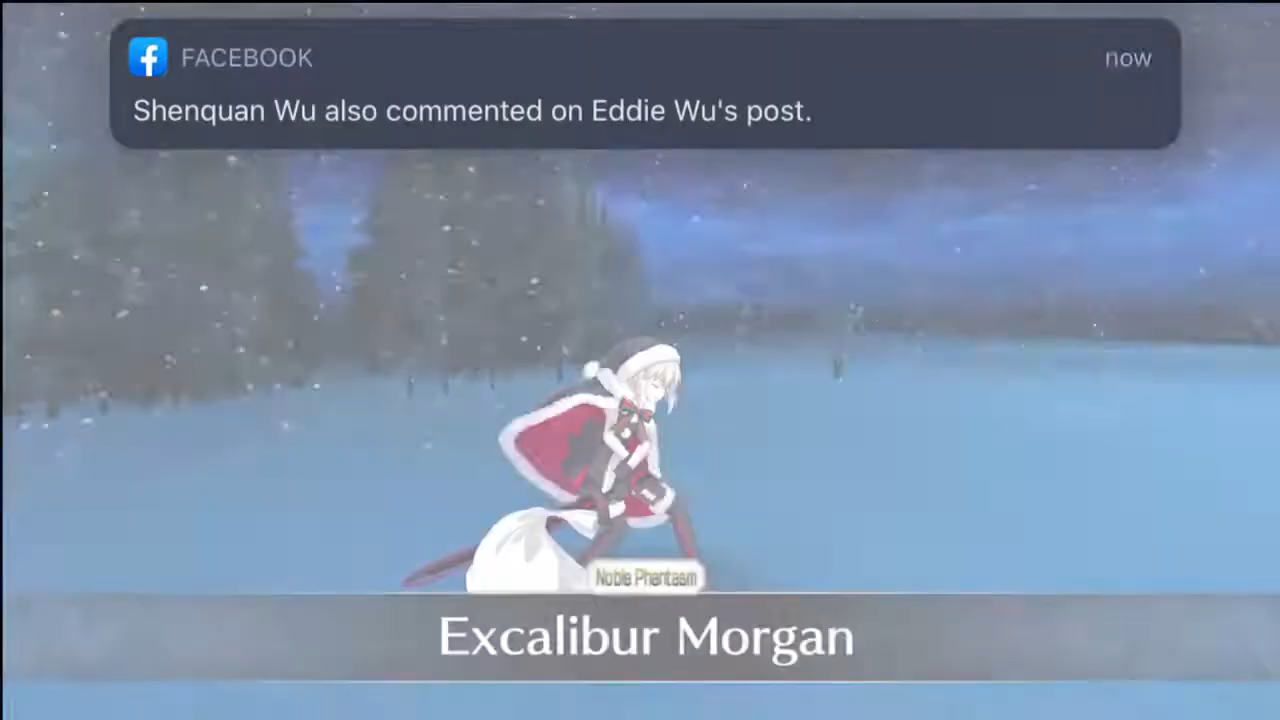 FACEBOOK
now
Shenquan Wu also commented on Eddie Wu's post.
Noble Phantasm
Excalibur Morgan